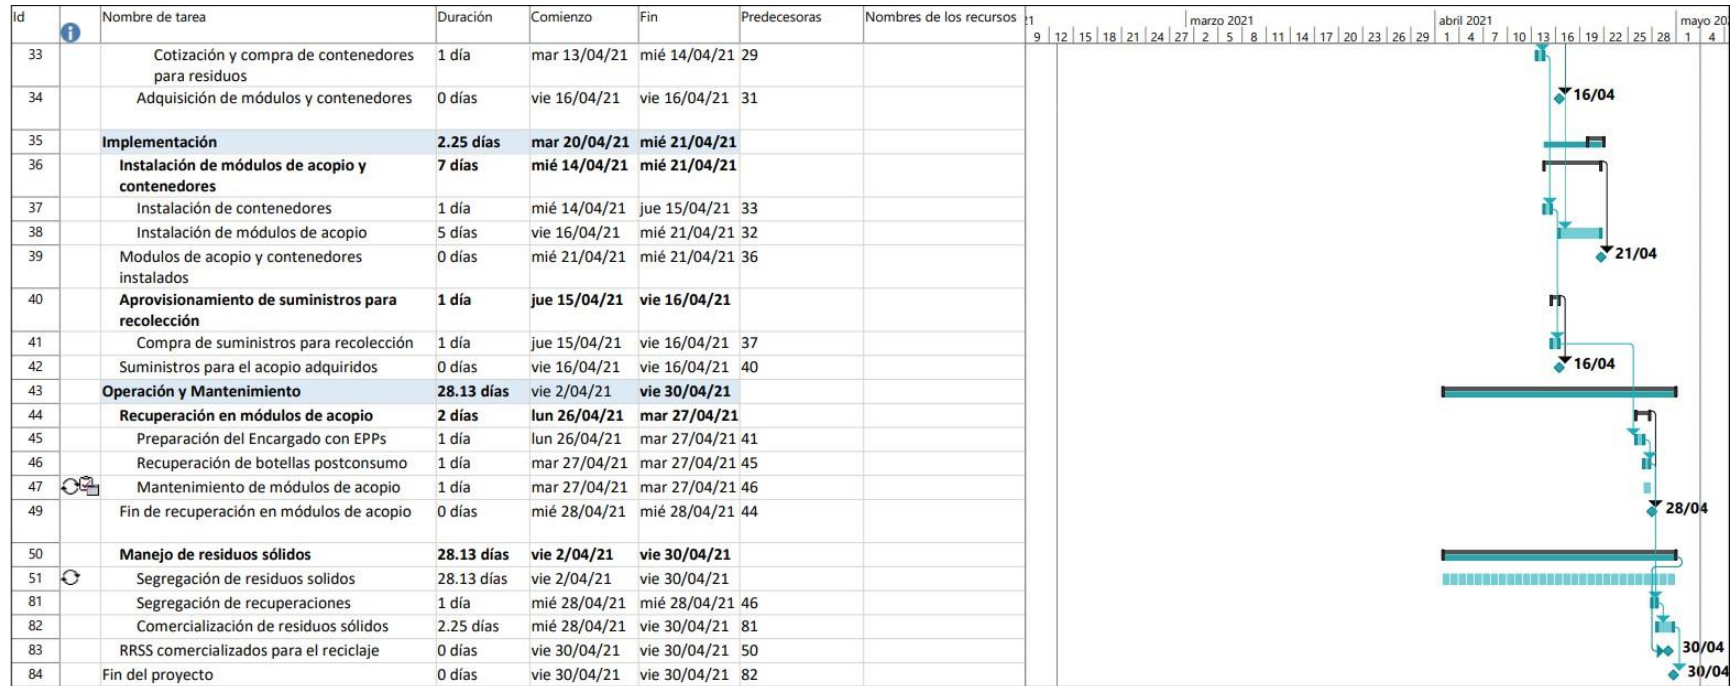 Id Nombre de tarea Duración Comienzo Fin Predecesoras Nombres de los recursos 21 marzo 2021 abril 2021 mayo 20
9 12 15 18 21 24 27 2 5 8 11 14 17 20 23 26 29 1 4 7 10 13 16 19 22 25 28 1 4
33 Cotización y compra de contenedores 1 día mar 13/04/21 mié 14/04/21 29
para residuos
34 Adquisición de módulos y contenedores 0 días vie 16/04/21 vie 16/04/21 31 16/04
35 Implementación 2.25 días mar 20/04/21 mié 21/04/21
36 Instalación de módulos de acopio y 7 días mié 14/04/21 mié 21/04/21
contenedores
37 Instalación de contenedores 1 día mié 14/04/21 jue 15/04/21 33
38 Instalación de módulos de acopio 5 días vie 16/04/21 mié 21/04/21 32
39 Modulos de acopio y contenedores 0 días mié 21/04/21 mié 21/04/21 36 21/04
instalados
40 Aprovisionamiento de suministros para 1 día jue 15/04/21 vie 16/04/21
recolección
41 Compra de suministros para recolección 1 día jue 15/04/21 vie 16/04/21 37
42 Suministros para el acopio adquiridos 0 días vie 16/04/21 vie 16/04/21 40 16/04
43 Operación y Mantenimiento 28.13 días vie 2/04/21 vie 30/04/21
44 Recuperación en módulos de acopio 2 días lun 26/04/21 mar 27/04/21
45 Preparación del Encargado con EPPs 1 día lun 26/04/21 mar 27/04/21 41
46 Recuperación de botellas postconsumo 1 día mar 27/04/21 mar 27/04/21 45
47 Mantenimiento de módulos de acopio 1 día mar 27/04/21 mar 27/04/21 46
49 Fin de recuperación en módulos de acopio 0 días mié 28/04/21 mié 28/04/21 44 28/04
50 Manejo de residuos sólidos 28.13 días vie 2/04/21 vie 30/04/21
51 Segregación de residuos solidos 28.13 días vie 2/04/21 vie 30/04/21
81 Segregación de recuperaciones 1 día mié 28/04/21 mié 28/04/21 46
82 Comercialización de residuos sólidos 2.25 días mié 28/04/21 vie 30/04/21 81
83 RRSS comercializados para el reciclaje 0 días vie 30/04/21 vie 30/04/21 50 30/04
84 Fin del proyecto 0 días vie 30/04/21 vie 30/04/21 82 30/04